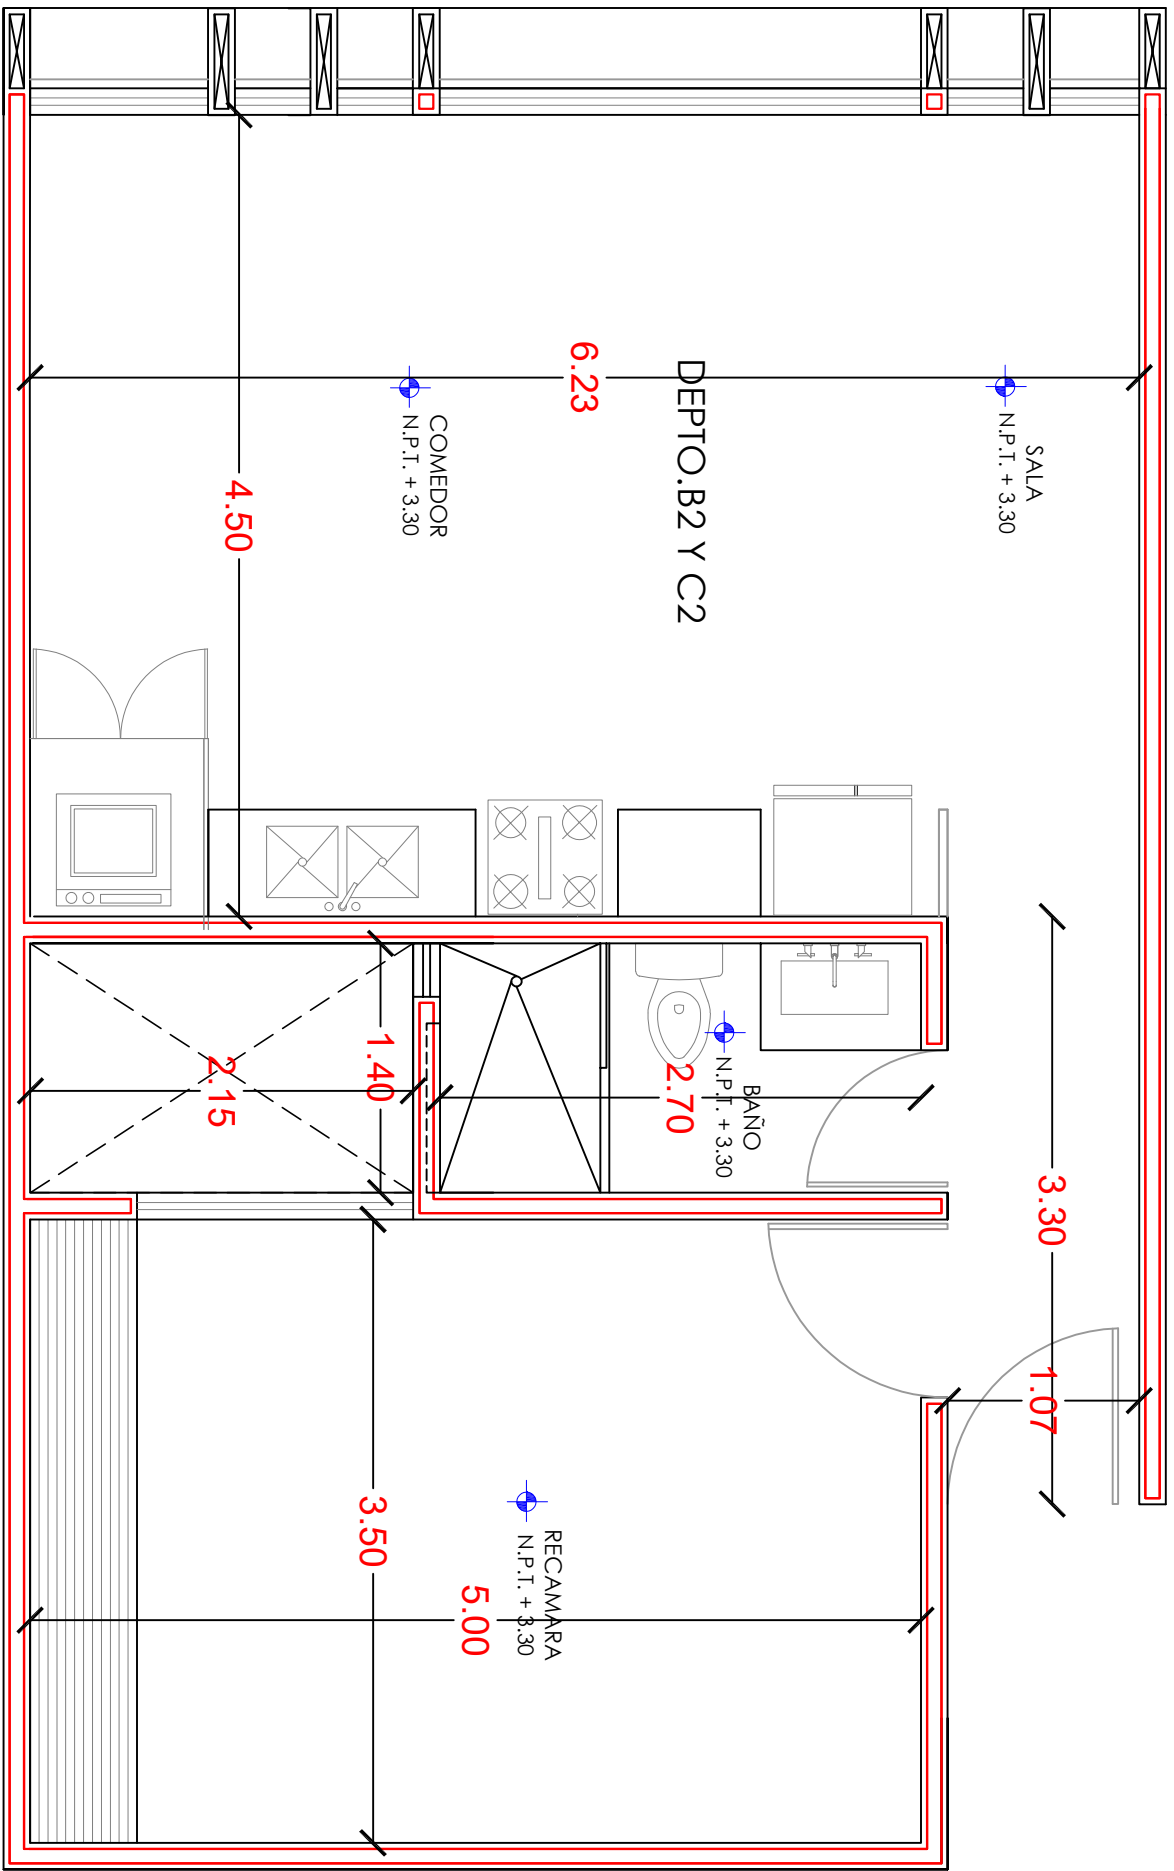 SALA
N.P.T. + 3.30
DEPTO.B2 Y C2
6.23
COMEDOR
N.P.T. + 3.30
4.50
3.30
1.07
BAÑO
N.P.T. + 3.30
2.70
1.40
2.15
RECAMARA
N.P.T. + 3.30
5.00
3.50